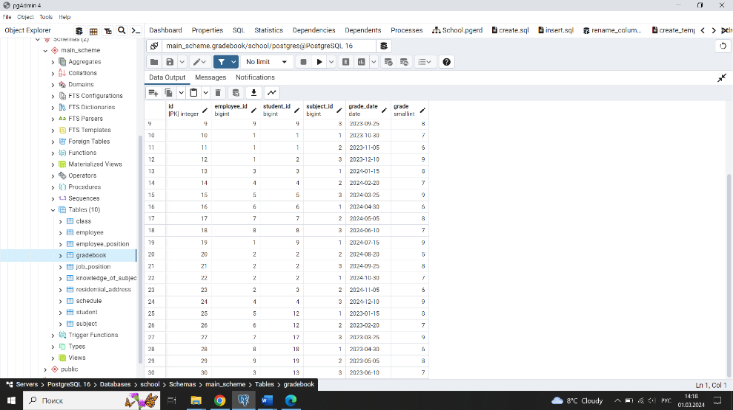 pgAdmin 4
File Object Tools Help
Object Explorer
Dashboard Properties SQL Statistics Dependencies Dependents Processes School.pgerd create.sql insert.sql rename_colum... create_temp
Schemas (2)
main_scheme
Aggregates
Collations
Domains
FTS Configurations
FTS Dictionaries
FTS Parsers
FTS Templates
Foreign Tables
Functions
Materialized Views
Operators
Procedures
Sequences
Tables (10)
class
employee
employee_position
gradebook
job_position
knowledge_of_subjec
residential_address
schedule
student
subject
Trigger Functions
Types
Views
public
main_scheme.gradebook/school/postgres@PostgreSQL 16
No limit
Data Output Messages Notifications
id [PK] integer employee_id bigint student_id bigint subject_id bigint grade_date date grade smallint
9 9 9 9 3 2023-09-25 8
10 10 1 1 1 2023-10-30 7
11 11 1 1 2 2023-11-05 6
12 12 1 2 3 2023-12-10 9
13 13 3 3 1 2024-01-15 8
14 14 4 4 2 2024-02-20 7
15 15 5 5 3 2024-03-25 9
16 16 6 6 1 2024-04-30 6
17 17 7 7 2 2024-05-05 8
18 18 8 8 3 2024-06-10 7
19 19 1 9 1 2024-07-15 9
20 20 2 2 2 2024-08-20 6
21 21 2 2 3 2024-09-25 8
22 22 2 2 1 2024-10-30 7
23 23 2 3 2 2024-11-05 6
24 24 4 4 3 2024-12-10 9
25 25 5 12 1 2023-01-15 8
26 26 6 12 2 2023-02-20 7
27 27 7 17 3 2023-03-25 9
28 28 8 18 1 2023-04-30 6
29 29 9 19 2 2023-05-05 8
30 30 3 13 3 2023-06-10 7
Servers > PostgreSQL 16 > Databases > school > Schemas > main_scheme > Tables > gradebook
Ln 1, Col 1
Поиск
8°C Cloudy
РУС
14:18
01.03.2024